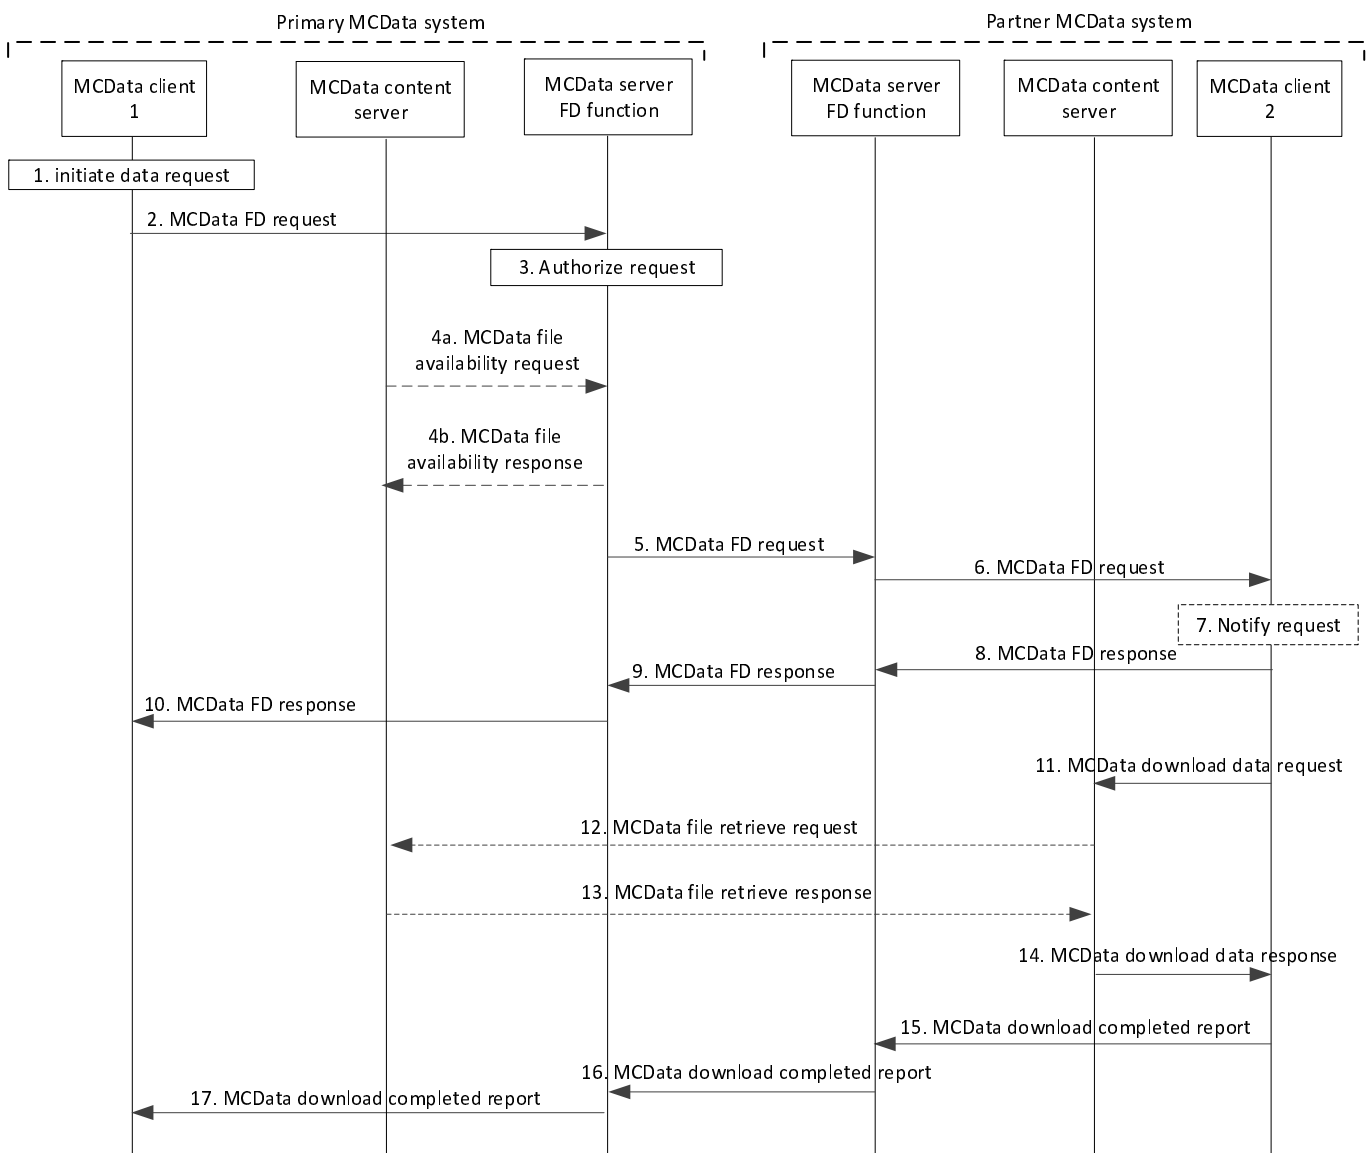 Primary MCData system
Partner MCData system
MCData client
1
MCData content
server
MCData server
FD function
MCData server
FD function
MCData content
server
MCData client
2
1. initiate data request
2. MCData FD request
3. Authorize request
4a. MCData file
availability request
4b. MCData file
availability response
5. MCData FD request
6. MCData FD request
7. Notify request
8. MCData FD response
9. MCData FD response
10. MCData FD response
11. MCData download data request
12. MCData file retrieve request
13. MCData file retrieve response
14. MCData download data response
15. MCData download completed report
16. MCData download completed report
17. MCData download completed report